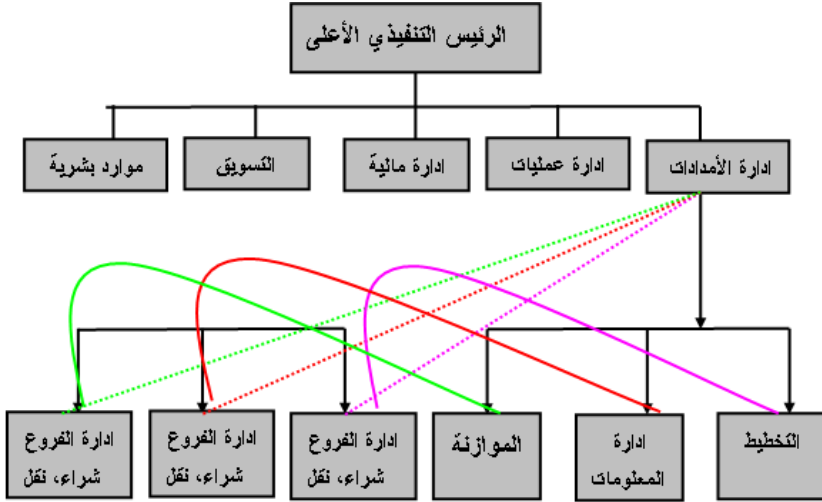 الرئيس التنفيذي الأعلى
ادارة الأمدادات
ادارة عمليات
ادارة مالية
التسويق
موارد بشرية
التخطيط
ادارة
المعلومات
الموازنة
ادارة الفروع
شراء، نقل
ادارة الفروع
شراء، نقل
ادارة الفروع
شراء، نقل